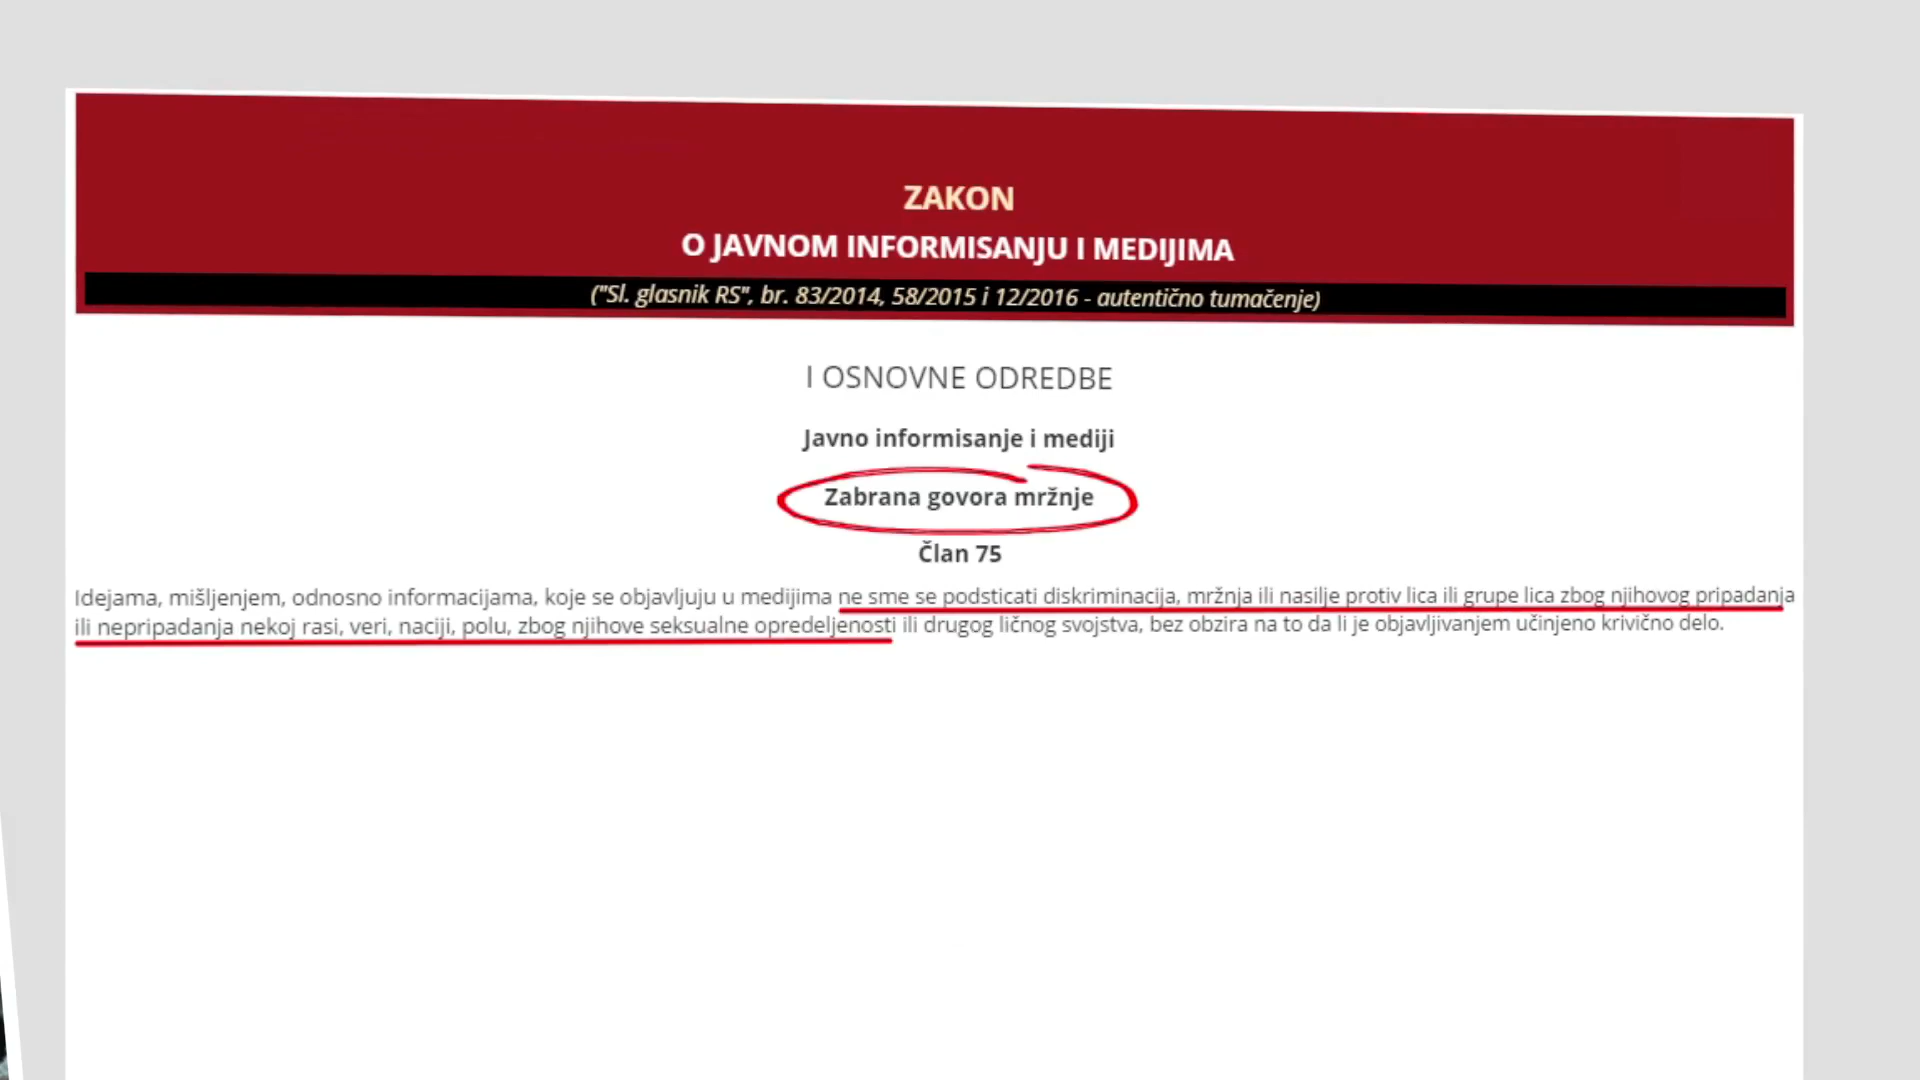 ZAKON
O JAVNOM INFORMISANJU I MEDIJIMA
("Sl. glasnik RS", br. 83/2014, 58/2015 i 12/2016 - autentično tumačenje)
I OSNOVNE ODREDBE
Javno informisanje i mediji
Zabrana govora mržnje
Član 75
Idejama, mišljenjem, odnosno informacijama, koje se objavljuju u medijima ne sme se podsticati diskriminacija, mržnja ili nasilje protiv lica ili grupe lica zbog njihovog pripadanja
ili nepripadanja nekoj rasi, veri, naciji, polu, zbog njihove seksualne opredeljenosti ili drugog ličnog svojstva, bez obzira na to da li je objavljivanjem učinjeno krivično delo.